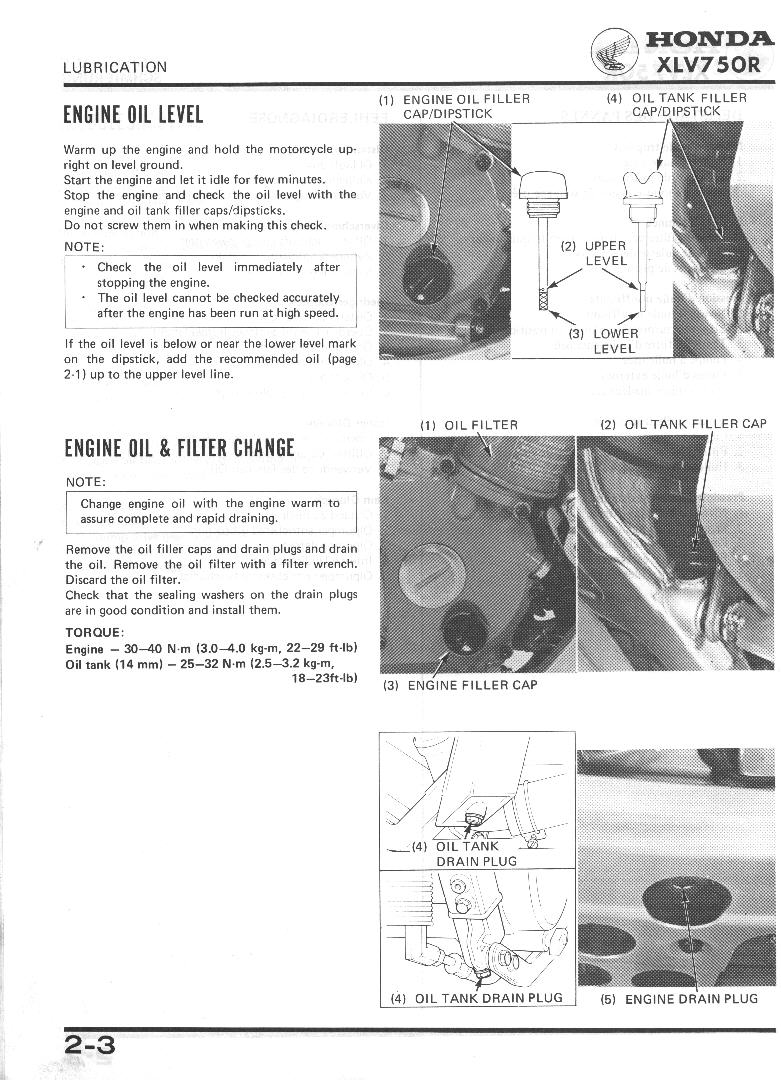 LUBRICATION
HONDA
XLV750R
ENGINE OIL LEVEL
Warm up the engine and hold the motorcycle up-
right on level ground.
Start the engine and let it idle for few minutes.
Stop the engine and check the oil level with the
engine and oil tank filler caps/dipsticks.
Do not screw them in when making this check.
NOTE:
· Check the oil level immediately after
stopping the engine.
· The oil level cannot be checked accurately
after the engine has been run at high speed.
If the oil level is below or near the lower level mark
on the dipstick, add the recommended oil (page
2-1) up to the upper level line.
(1) ENGINE OIL FILLER
CAP/DIPSTICK
(4) OIL TANK FILLER
CAP/DIPSTICK
(2) UPPER
LEVEL
(3) LOWER
LEVEL
ENGINE OIL & FILTER CHANGE
NOTE:
Change engine oil with the engine warm to
assure complete and rapid draining.
Remove the oil filler caps and drain plugs and drain
the oil. Remove the oil filter with a filter wrench.
Discard the oil filter.
Check that the sealing washers on the drain plugs
are in good condition and install them.
TORQUE:
Engine – 30–40 N·m (3.0–4.0 kg-m, 22–29 ft-lb)
Oil tank (14 mm) – 25–32 N·m (2.5–3.2 kg-m,
18–23ft-lb)
(1) OIL FILTER
(2) OIL TANK FILLER CAP
(3) ENGINE FILLER CAP
(4) OIL TANK
DRAIN PLUG
(4) OIL TANK DRAIN PLUG
(5) ENGINE DRAIN PLUG
2-3